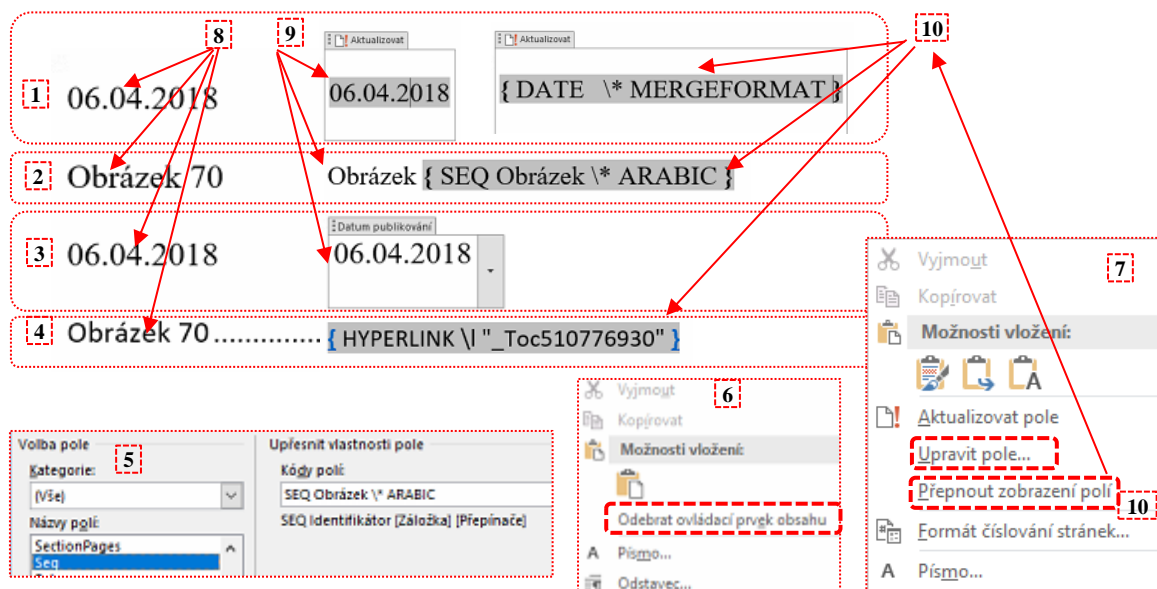 8
9
10
Aktualizovat
Aktualizovat
1
06.04.2018
06.04.2018
{ DATE \* MERGEFORMAT }
2
Obrázek 70
Obrázek { SEQ Obrázek \* ARABIC }
3
06.04.2018
Datum publikování
06.04.2018
4
Obrázek 70..............
{ HYPERLINK \l "_Toc510776930" }
5
Volba pole
Kategorie:
(Vše)
Názvy polí:
SectionPages
Seq
Upřesnit vlastnosti pole
Kódy polí:
SEQ Obrázek \* ARABIC
SEQ Identifikátor [Záložka] [Přepínače]
6
Vyjmout
Kopírovat
Možnosti vložení:
Odebrat ovládací prvek obsahu
A Písmo...
Odstavec...
7
Vyjmout
Kopírovat
Možnosti vložení:
A
Aktualizovat pole
Upravit pole...
Přepnout zobrazení polí
10
Formát číslování stránek...
A Písmo...